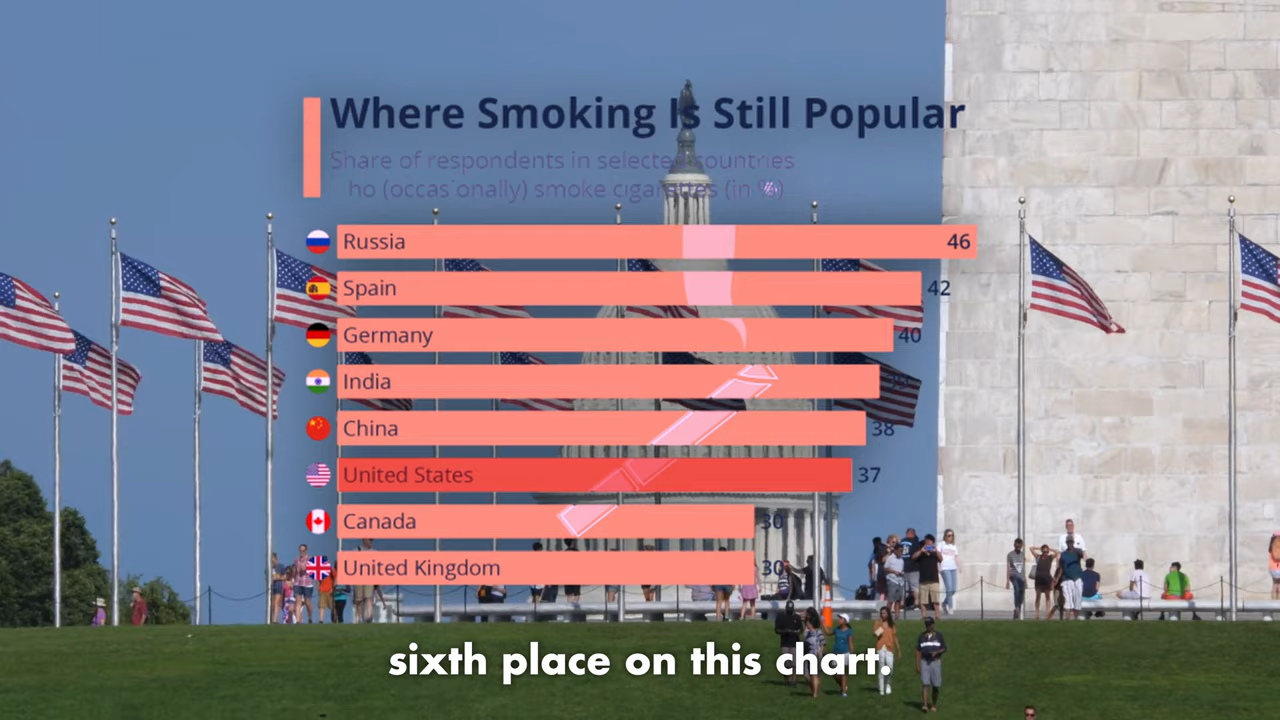 Where Smoking Is Still Popular
Share of respondents in selected countries
ho (occasionally) smoke cigarettes (in %)
Russia 46
Spain 42
Germany 40
India
China 38
United States 37
Canada 30
United Kingdom 30
sixth place on this chart.